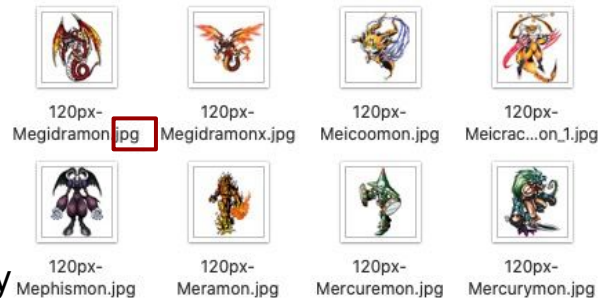 120px-
Megidramon.jpg
120px-
Megidramonx.jpg
120px-
Meicoomon.jpg
120px-
Meicrac...on_1.jpg
y
120px-
Mephismon.jpg
120px-
Meramon.jpg
120px-
Mercuremon.jpg
120px-
Mercurymon.jpg